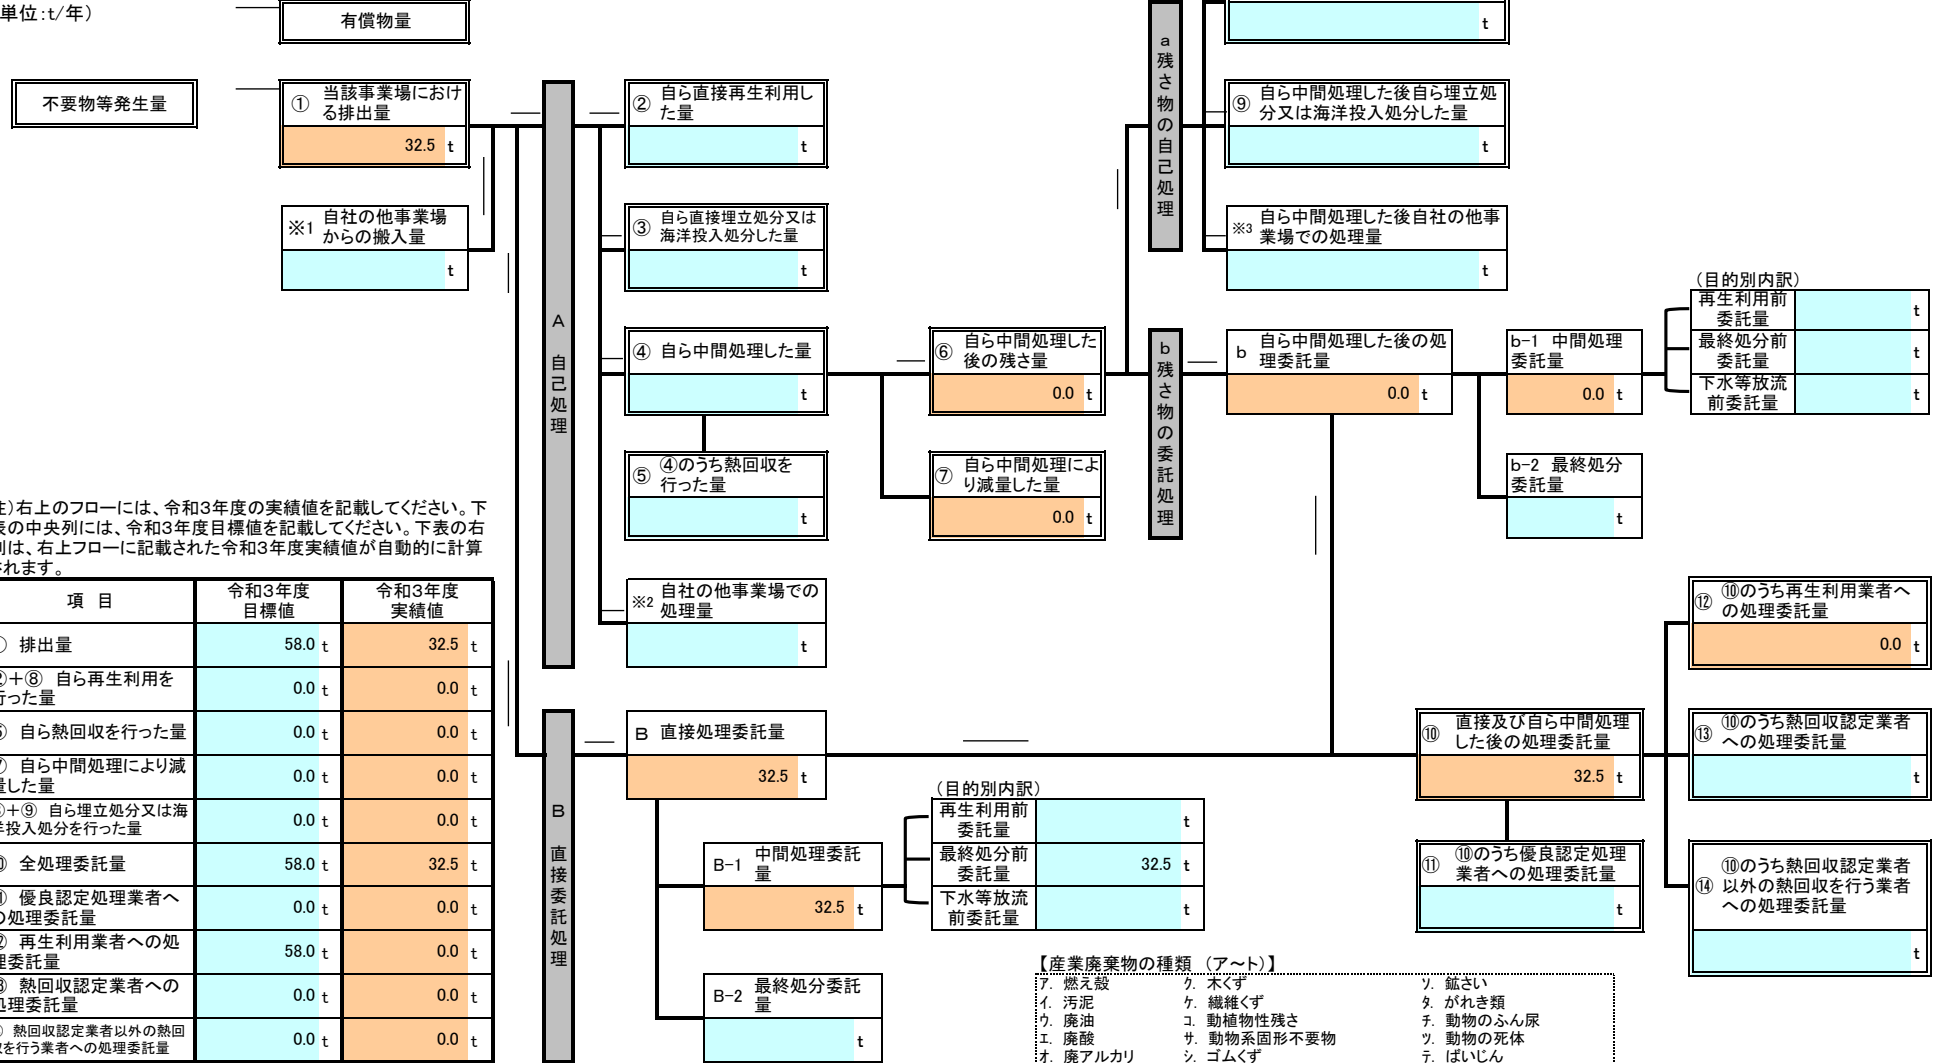 単位:t/年）
有償物量
t
不要物等発生量
① 当該事業場におけ
る排出量
32.5 t
※1 自社の他事業場
からの搬入量
t
A 自己処理
② 自ら直接再生利用し
た量
t
③ 自ら直接埋立処分又は
海洋投入処分した量
t
④ 自ら中間処理した量
t
⑤ ④のうち熱回収を
行った量
t
※2 自社の他事業場での
処理量
t
⑥ 自ら中間処理した
後の残さ量
0.0 t
⑦ 自ら中間処理によ
り減量した量
0.0 t
a残さ物の自己処理
⑨ 自ら中間処理した後自ら埋立処
分又は海洋投入処分した量
t
※3 自ら中間処理した後自社の他事
業場での処理量
t
b残さ物の委託処理
b 自ら中間処理した後の処
理委託量
0.0 t
b-1 中間処理
委託量
0.0 t
b-2 最終処分
委託量
t
（目的別内訳）
再生利用前
委託量
t
最終処分前
委託量
t
下水等放流
前委託量
t
注）右上のフローには、令和3年度の実績値を記載してください。下
表の中央列には、令和3年度目標値を記載してください。下表の右
列は、右上フローに記載された令和3年度実績値が自動的に計算
されます。
項 目 令和3年度
目標値 令和3年度
実績値
① 排出量 58.0 t 32.5 t
②+⑧ 自ら再生利用を
行った量 0.0 t 0.0 t
⑤ 自ら熱回収を行った量 0.0 t 0.0 t
⑦ 自ら中間処理により減
量した量 0.0 t 0.0 t
③+⑨ 自ら埋立処分又は海
洋投入処分を行った量 0.0 t 0.0 t
⑩ 全処理委託量 58.0 t 32.5 t
⑪ 優良認定処理業者へ
の処理委託量 0.0 t 0.0 t
⑫ 再生利用業者への処
理委託量 58.0 t 0.0 t
⑬ 熱回収認定業者への
処理委託量 0.0 t 0.0 t
⑭ 熱回収認定業者以外の熱回
収を行う業者への処理委託量 0.0 t 0.0 t
B 直接委託処理
B 直接処理委託量
32.5 t
B-1 中間処理委託
量
32.5 t
B-2 最終処分委託
量
t
（目的別内訳）
再生利用前
委託量
t
最終処分前
委託量
32.5 t
下水等放流
前委託量
t
⑩ 直接及び自ら中間処理
した後の処理委託量
32.5 t
⑪ ⑩のうち優良認定処理
業者への処理委託量
t
⑫ ⑩のうち再生利用業者へ
の処理委託量
0.0 t
⑬ ⑩のうち熱回収認定業者
への処理委託量
t
⑭ ⑩のうち熱回収認定業者
以外の熱回収を行う業者
への処理委託量
t
【産業廃棄物の種類 （ア～ト）】
ア. 燃え殻 ク. 木くず ソ. 鉱さい
イ. 汚泥 ケ. 繊維くず タ. がれき類
ウ. 廃油 コ. 動植物性残さ チ. 動物のふん尿
エ. 廃酸 サ. 動物系固形不要物 ツ. 動物の死体
オ. 廃アルカリ シ. ゴムくず テ. ばいじん